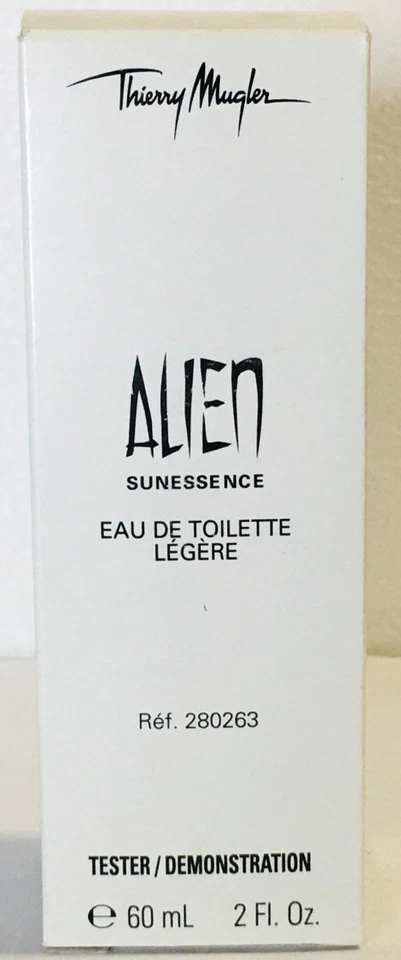 Thierry Mugler
ALIEN
SUNESSENCE
EAU DE TOILETTE
LÉGÈRE
Réf. 280263
TESTER / DEMONSTRATION
℮ 60 mL 2 Fl. Oz.